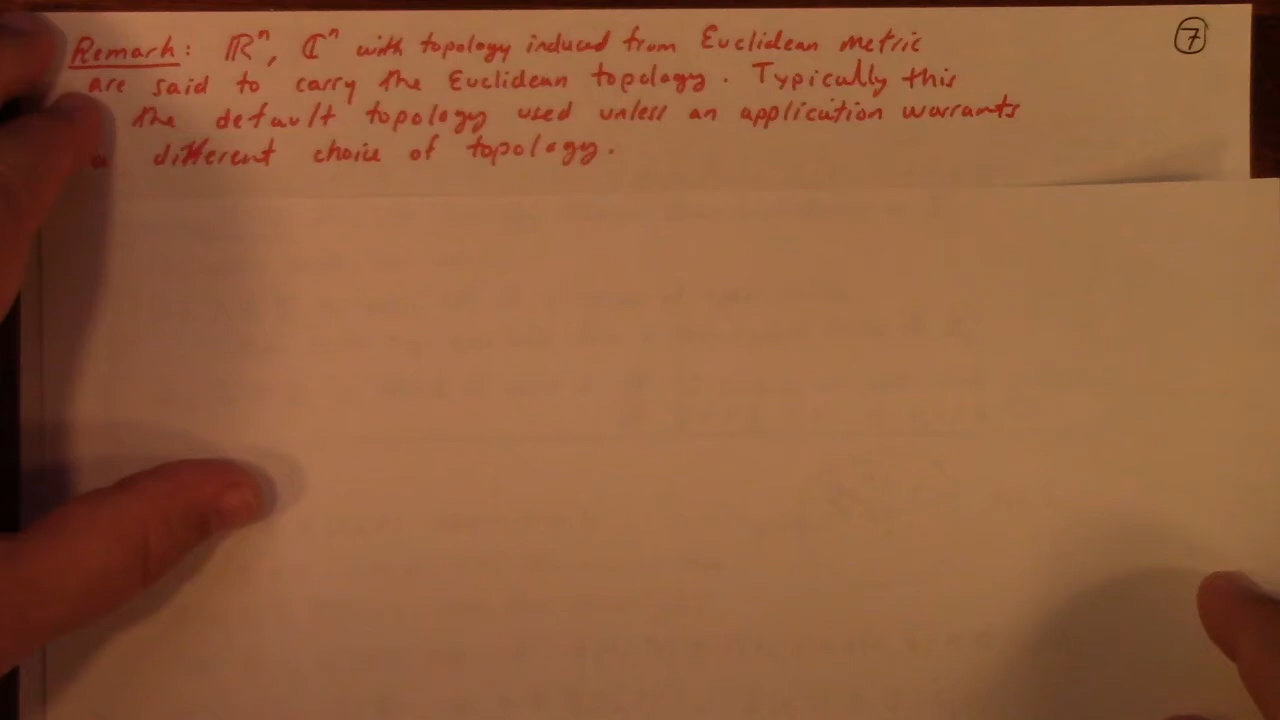 Remark: ℝⁿ, ℂⁿ with topology induced from Euclidean metric
are said to carry the Euclidean topology. Typically this
the default topology used unless an application warrants
a different choice of topology.
7